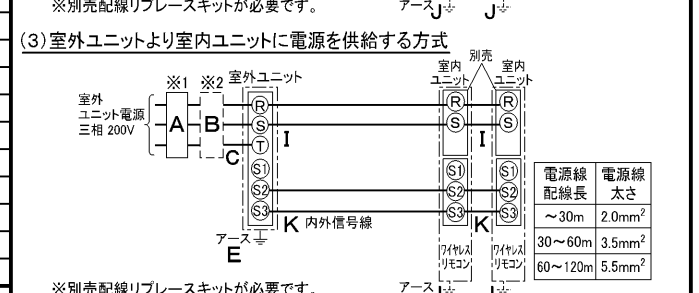 ※別売配線リプレースキットが必要です。
アース J J
(3)室外ユニットより室内ユニットに電源を供給する方式
別売
※1 ※2 室外ユニット 室内ユニット 室内ユニット
室外
ユニット電源
三相 200V
A B C
R S T S1 S2 S3
I
R S S1 S2 S3
I
R S S1 S2 S3
K 内外信号線
K
アース
E
ワイヤレス
リモコン
ワイヤレス
リモコン
電源線配線長 電源線太さ
～30m 2.0mm²
30～60m 3.5mm²
60～120m 5.5mm²
※別売配線リプレースキットが必要です。
アース